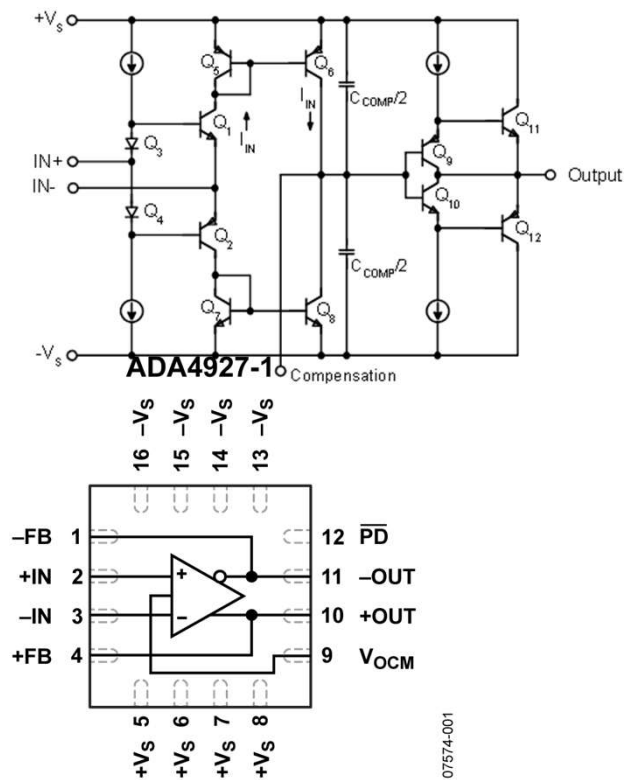 +Vs
Q5
Q6
CCOMP/2
IIN
IIN
Q1
Q11
Q3
IN+
Q9
Output
IN-
Q10
Q4
Q2
Q12
CCOMP/2
Q7
Q8
-Vs
ADA4927-1
Compensation
16 –VS
15 –VS
14 –VS
13 –VS
–FB 1
12 PD
+IN 2
+
11 –OUT
–IN 3
–
10 +OUT
+FB 4
9 VOCM
5 +VS
6 +VS
7 +VS
8 +VS
07574-001